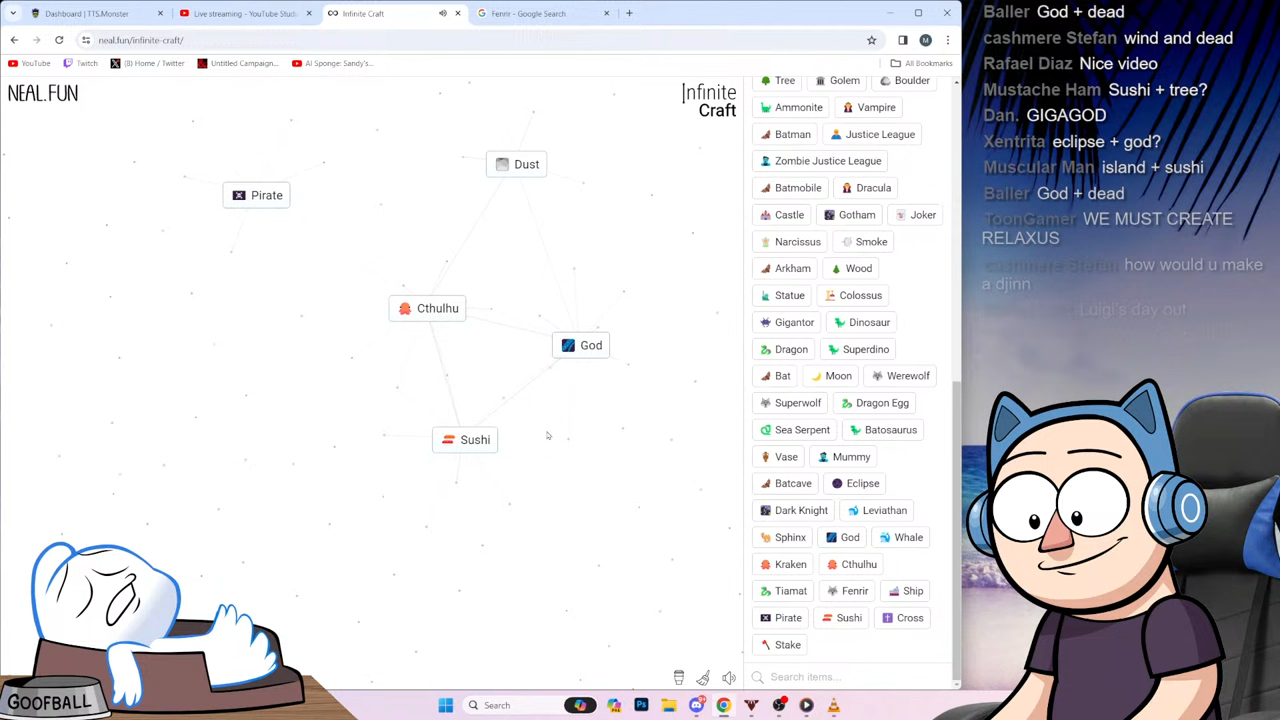 Dashboard | TTS.Monster
Live streaming - YouTube Studi
Infinite Craft
Fenrir - Google Search
neal.fun/infinite-craft/
M
YouTube
Twitch
(8) Home / Twitter
Untitled Campaign...
AI Sponge: Sandy's...
All Bookmarks
NEAL.FUN
Infinite
Craft
Dust
Pirate
Cthulhu
God
Sushi
Tree Golem Boulder
Ammonite Vampire
Batman Justice League
Zombie Justice League
Batmobile Dracula
Castle Gotham Joker
Narcissus Smoke
Arkham Wood
Statue Colossus
Gigantor Dinosaur
Dragon Superdino
Bat Moon Werewolf
Superwolf Dragon Egg
Sea Serpent Batosaurus
Vase Mummy
Batcave Eclipse
Dark Knight Leviathan
Sphinx God Whale
Kraken Cthulhu
Tiamat Fenrir Ship
Pirate Sushi Cross
Stake
Search items...
Search
Baller God + dead
cashmere Stefan wind and dead
Rafael Diaz Nice video
Mustache Ham Sushi + tree?
Dan. GIGAGOD
Xentrita eclipse + god?
Muscular Man island + sushi
Baller God + dead
ToonGamer WE MUST CREATE
RELAXUS
cashmere Stefan how would u make
a djinn
Luigi's day out
GOOFBALL